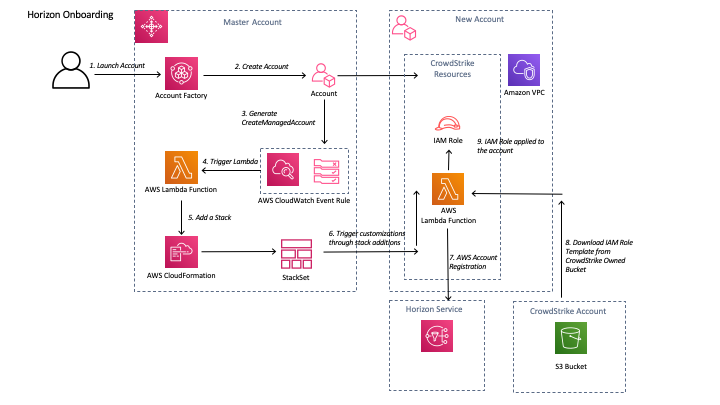 Horizon Onboarding
Master Account
New Account
1. Launch Account
Account Factory
2. Create Account
Account
CrowdStrike
Resources
Amazon VPC
3. Generate
CreateManagedAccount
IAM Role
9. IAM Role applied to
the account
4. Trigger Lambda
AWS Lambda Function
AWS CloudWatch Event Rule
AWS
Lambda Function
5. Add a Stack
6. Trigger customizations
through stack additions
AWS CloudFormation
StackSet
7. AWS Account
Registration
8. Download IAM Role
Template from
CrowdStrike Owned
Bucket
Horizon Service
CrowdStrike Account
S3 Bucket